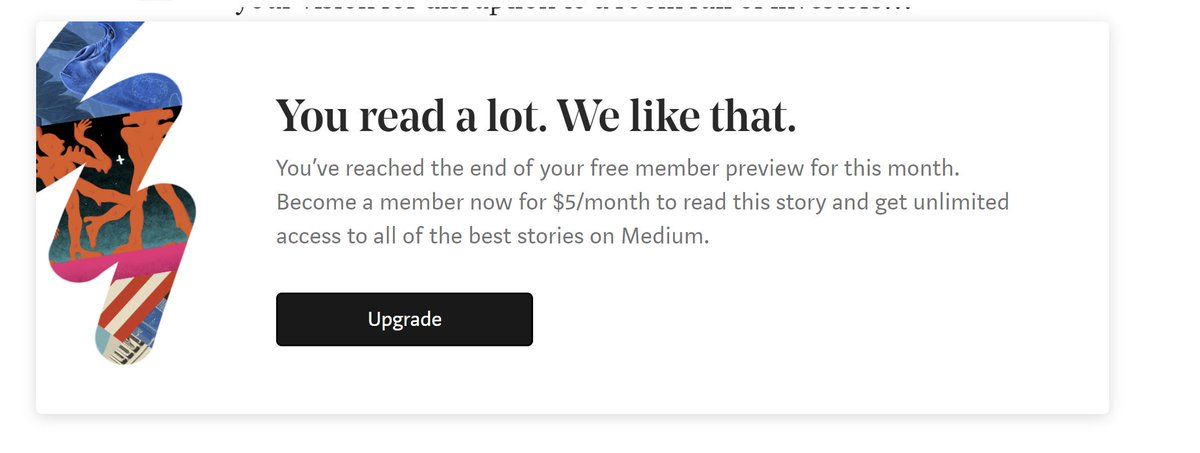 You read a lot. We like that.
You’ve reached the end of your free member preview for this month.
Become a member now for $5/month to read this story and get unlimited
access to all of the best stories on Medium.
Upgrade